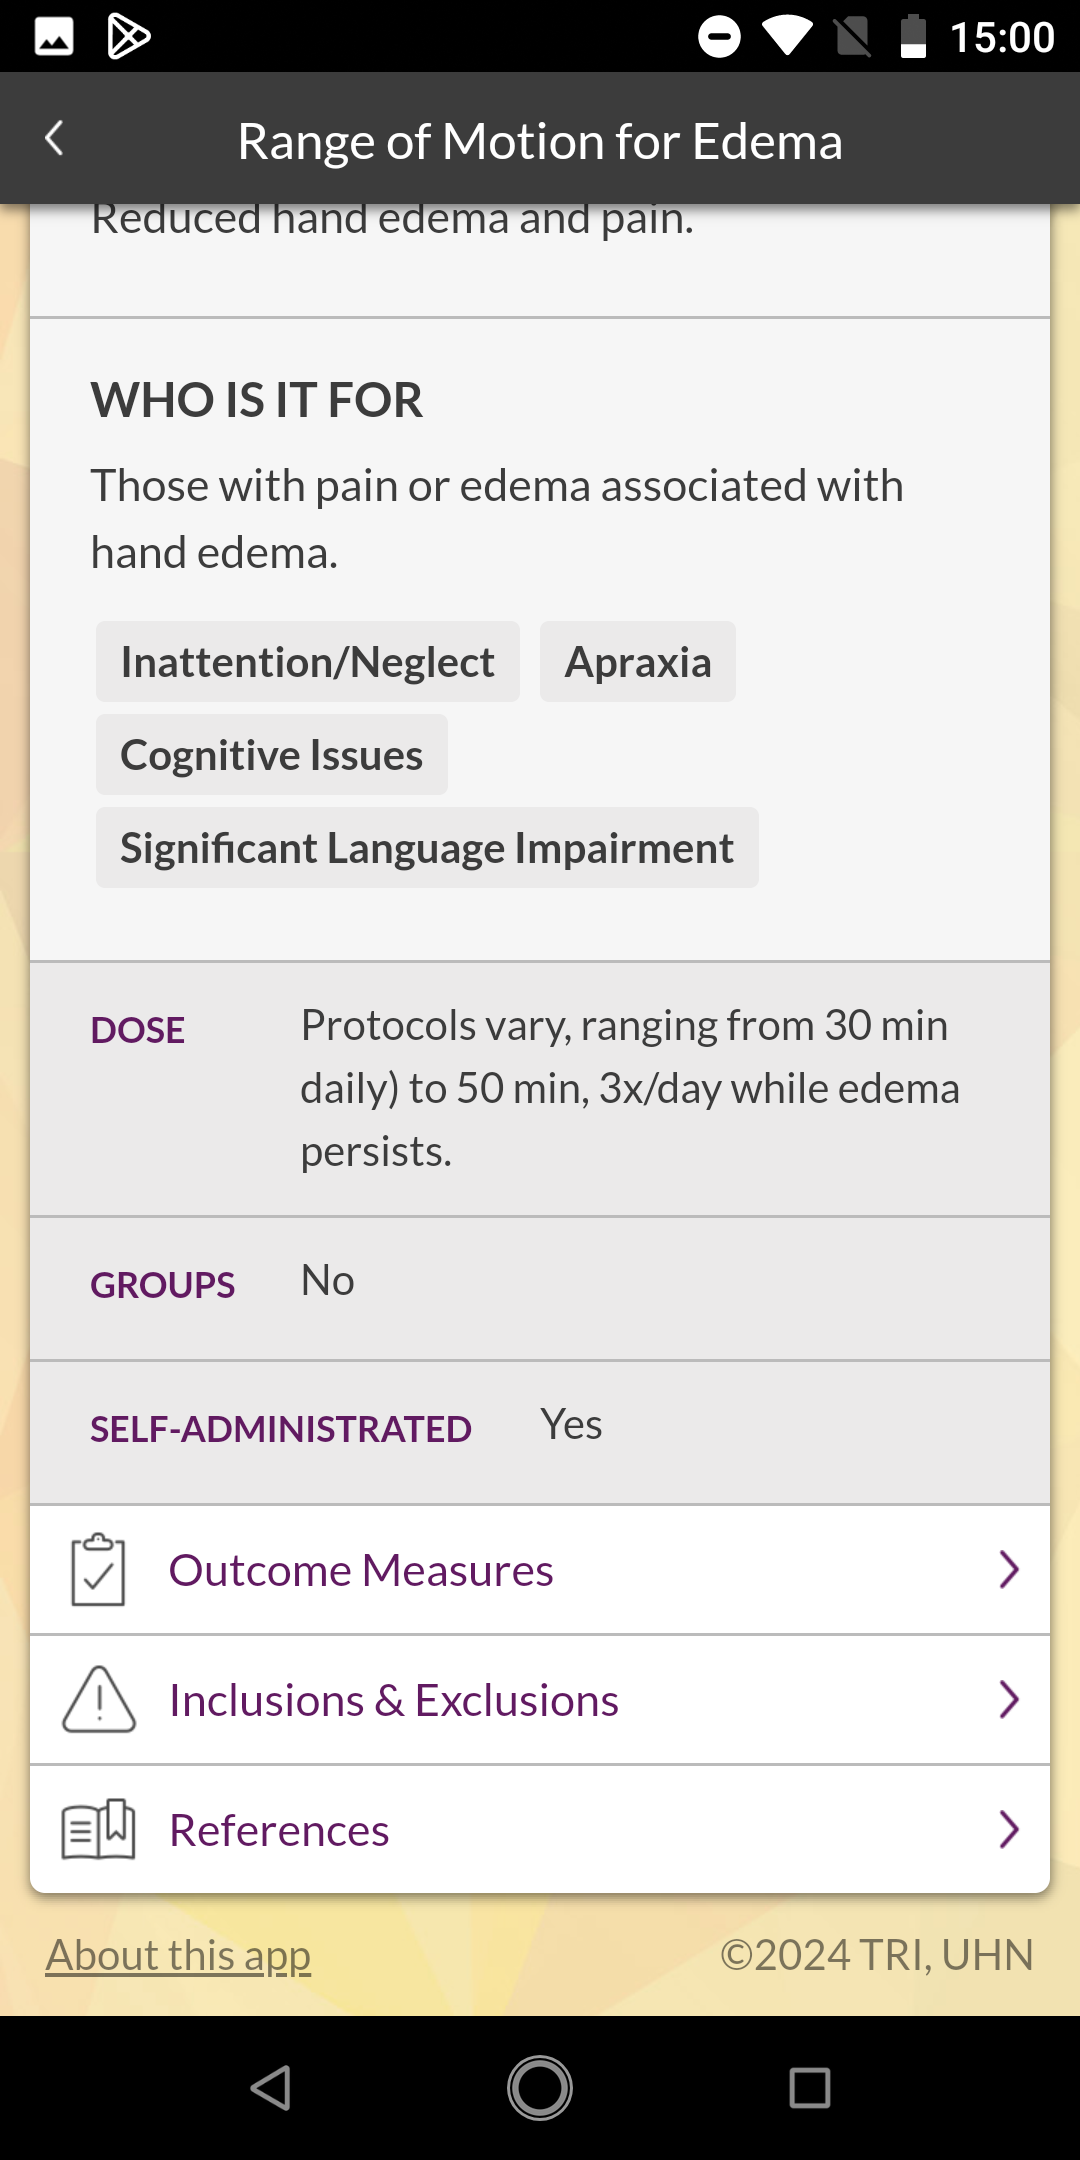 15:00
Range of Motion for Edema
Reduced hand edema and pain.
WHO IS IT FOR
Those with pain or edema associated with
hand edema.
Inattention/Neglect Apraxia
Cognitive Issues
Significant Language Impairment
DOSE Protocols vary, ranging from 30 min
daily) to 50 min, 3x/day while edema
persists.
GROUPS No
SELF-ADMINISTRATED Yes
Outcome Measures
Inclusions & Exclusions
References
About this app ©2024 TRI, UHN